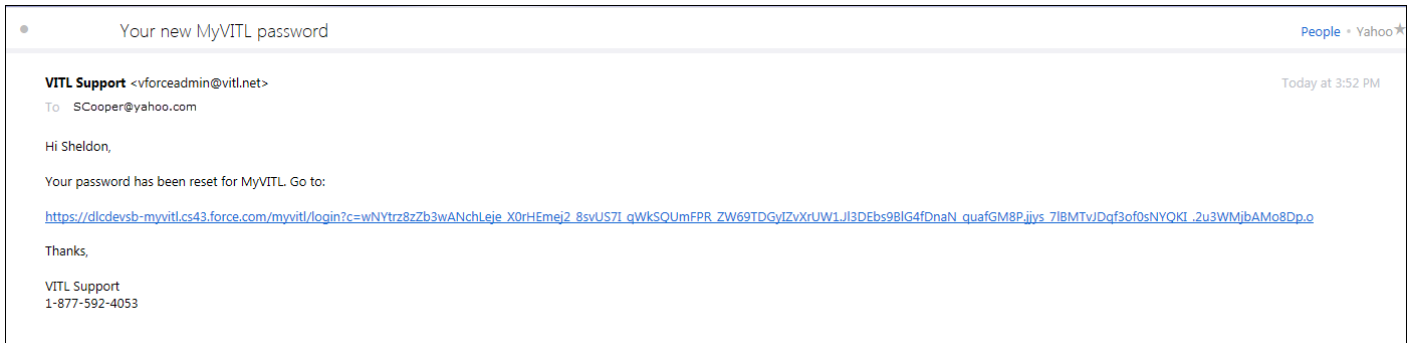 Your new MyVITL password
People • Yahoo
VITL Support <vforceadmin@vitl.net>
Today at 3:52 PM
To SCooper@yahoo.com
Hi Sheldon,
Your password has been reset for MyVITL. Go to:
https://dlcdevsb-myvitl.cs43.force.com/myvitl/login?c=wNYtrz8zZb3wANchLeje_X0rHEmej2_8svUS7I_qWkSQUmFPR_ZW69TDGyIZvXrUW1.Jl3DEbs9BlG4fDnaN_quafGM8P.jjys_7lBMTvJDqf3of0sNYQKI_.2u3WMjbAMo8Dp.o
Thanks,
VITL Support
1-877-592-4053